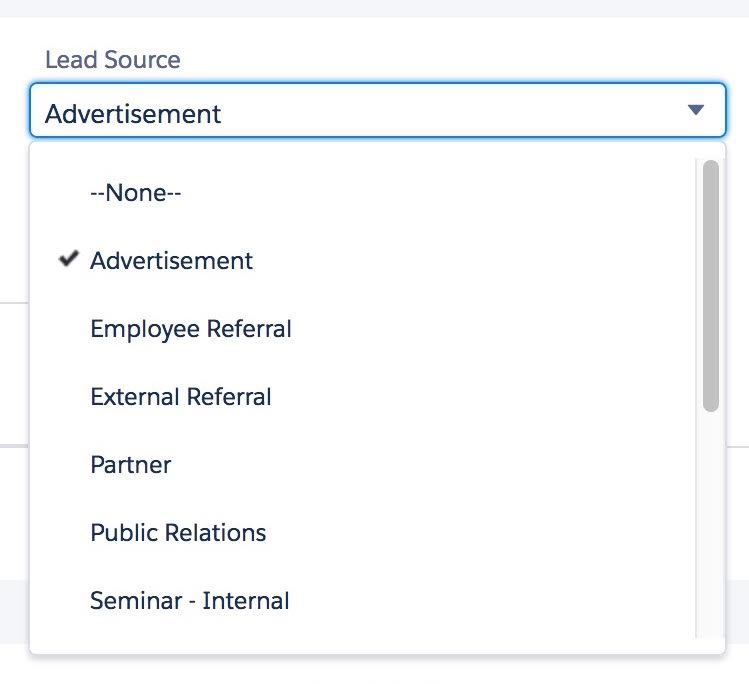 Lead Source
Advertisement
--None--
Advertisement
Employee Referral
External Referral
Partner
Public Relations
Seminar - Internal